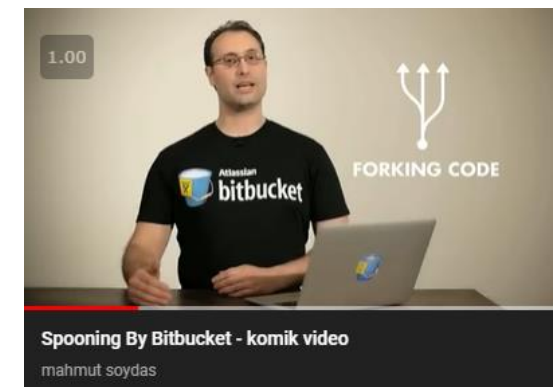 1.00
Atlassian
bitbucket
FORKING CODE
Spooning By Bitbucket - komik video
mahmut soydas